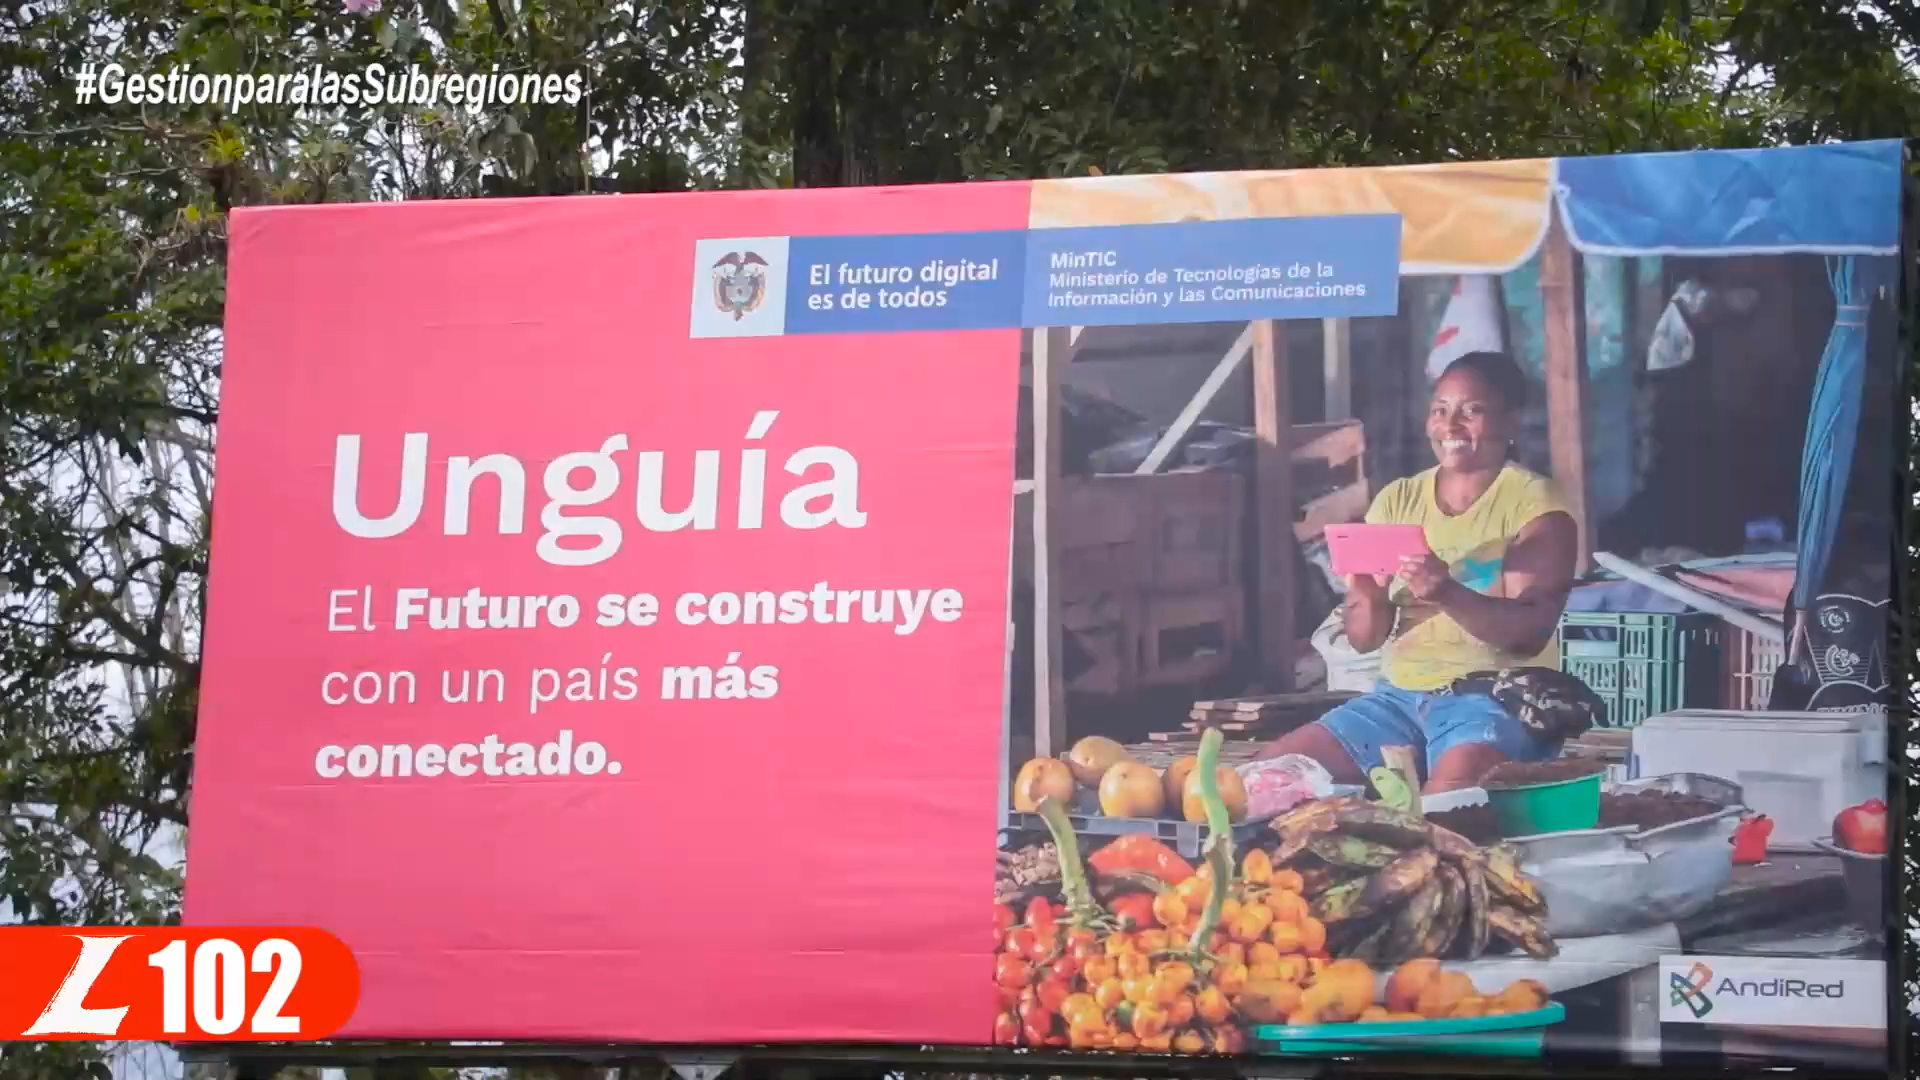 #GestionparalasSubregiones
El futuro digital
es de todos
MinTIC
Ministerio de Tecnologías de la
Información y las Comunicaciones
Unguía
El Futuro se construye
con un país más
conectado.
AndiRed
L 102